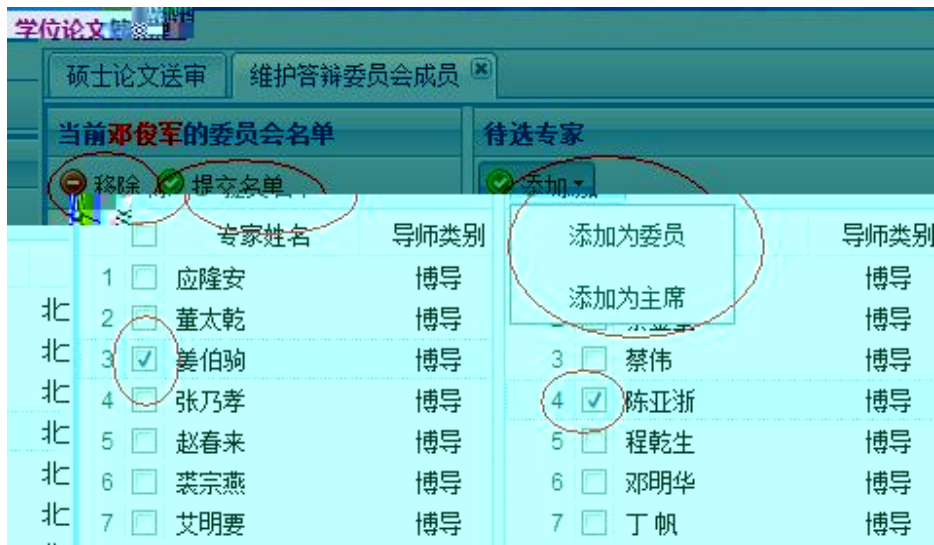 学位论文
硕士论文送审 维护答辩委员会成员
当前邓俊军的委员会名单 待选专家
移除 提交名单 添加
专家姓名 导师类别 添加为委员 导师类别
1 应隆安 博导 博导
北 2 董太乾 博导 添加为主席 博导
北 3 姜伯驹 博导 3 蔡伟 博导
北 4 张乃孝 博导 4 陈亚浙 博导
北 5 赵春来 博导 5 程乾生 博导
北 6 裘宗燕 博导 6 邓明华 博导
北 7 艾明要 博导 7 丁帆 博导